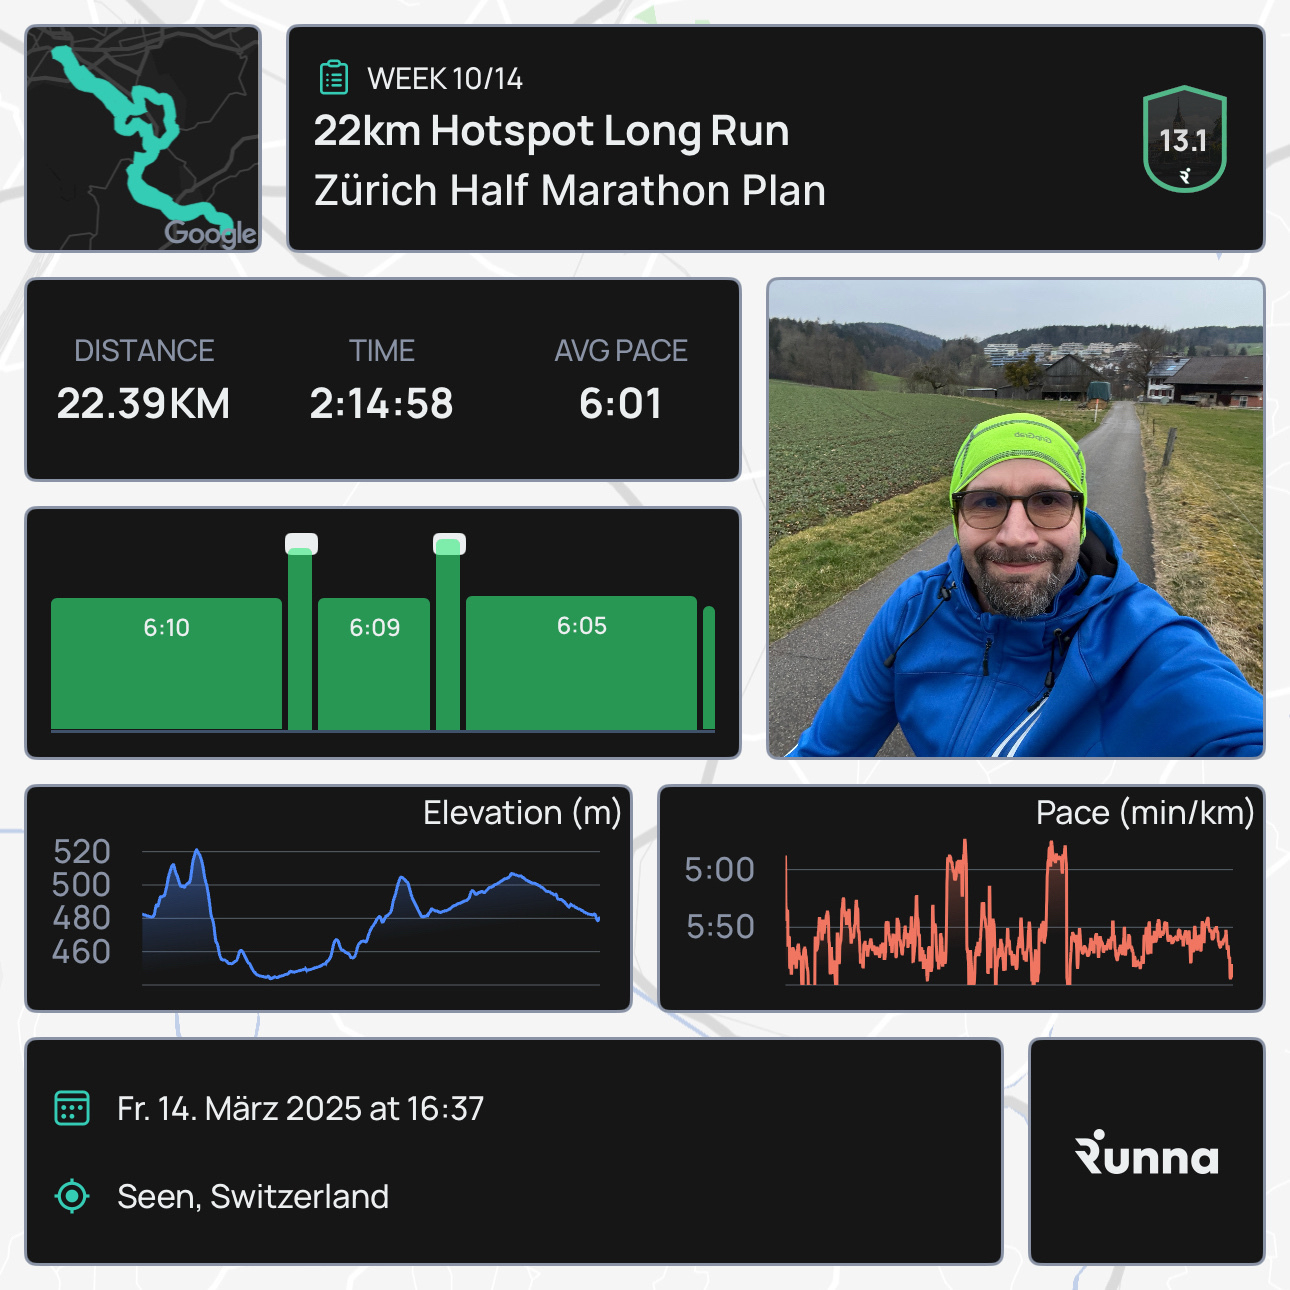 Google
WEEK 10/14
22km Hotspot Long Run
Zürich Half Marathon Plan
13.1
DISTANCE
22.39KM
TIME
2:14:58
AVG PACE
6:01
6:10
6:09
6:05
Elevation (m)
520
500
480
460
Pace (min/km)
5:00
5:50
Fr. 14. März 2025 at 16:37
Seen, Switzerland
Runna